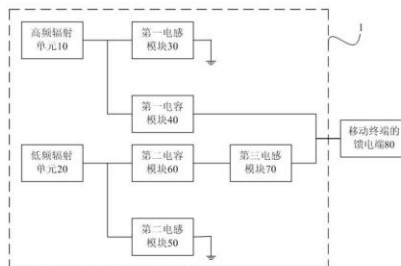 高频辐射
单元10
第一电感
模块30
1
第一电容
模块40
移动终端的
馈电端80
低频辐射
单元20
第二电容
模块60
第三电感
模块70
第二电感
模块50